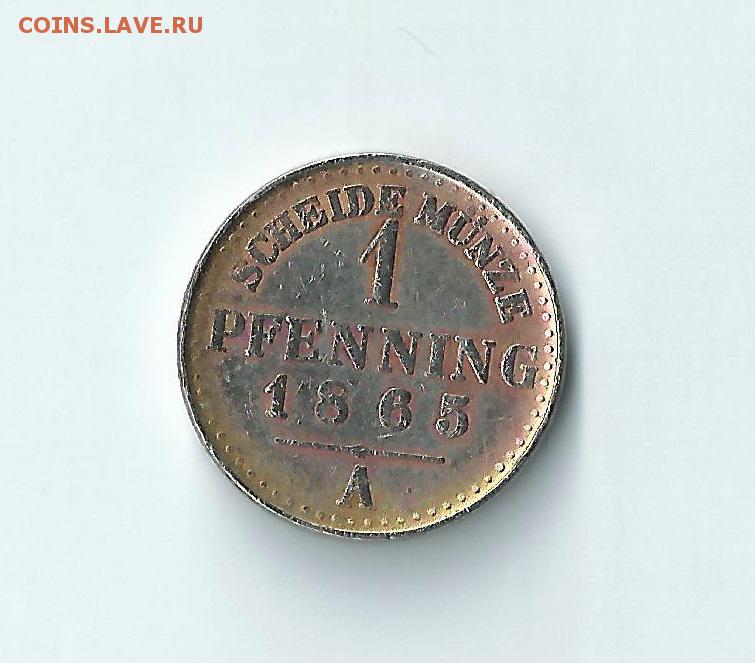 COINS.LAVE.RU
SCHEIDE MÜNZE
1
PFENNING
1865
A